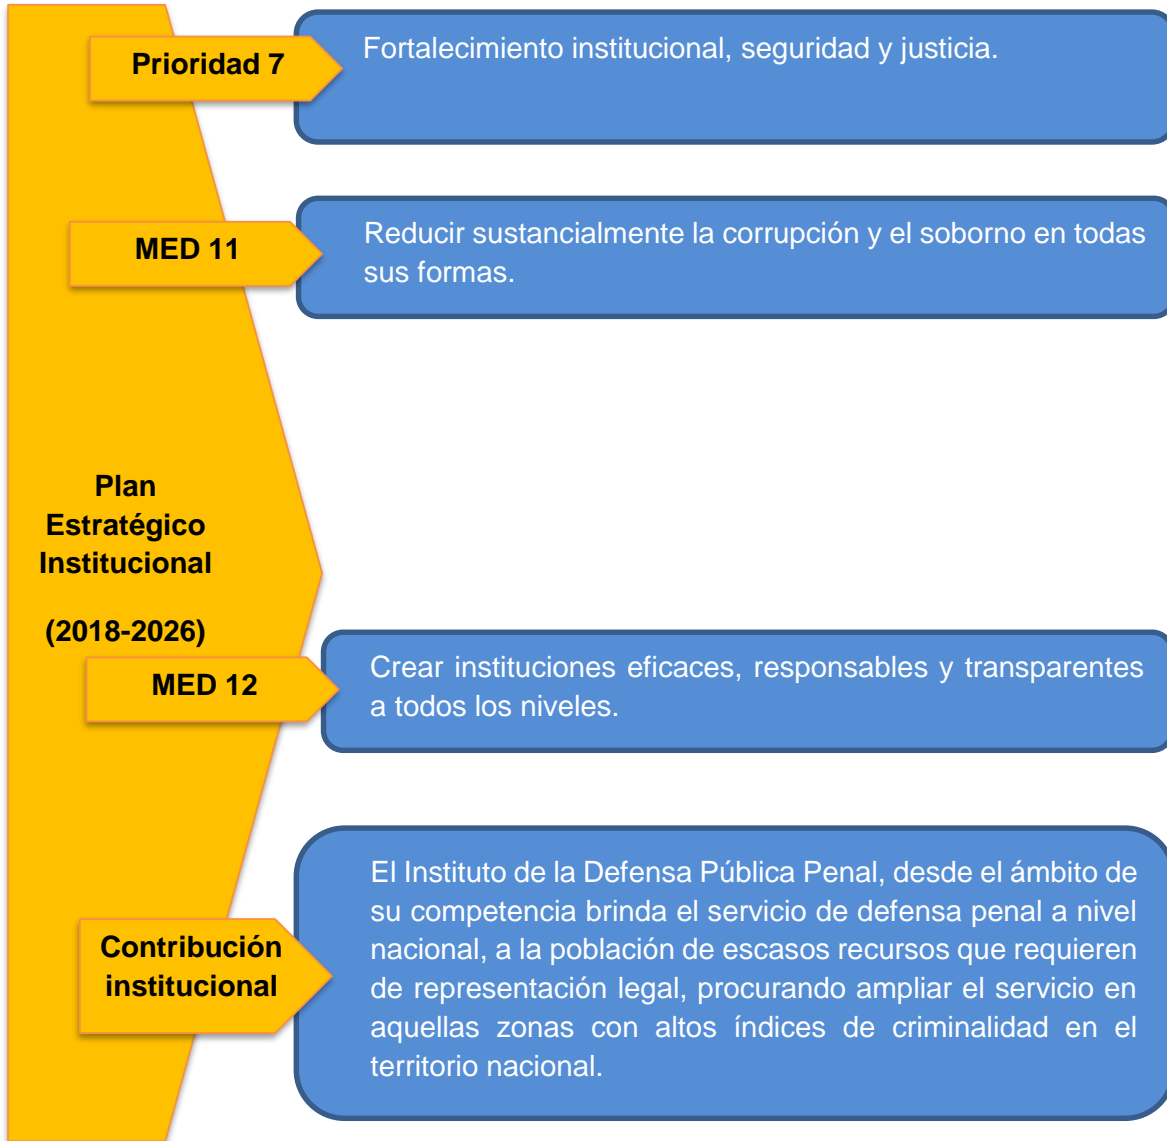 Prioridad 7
Fortalecimiento institucional, seguridad y justicia.
MED 11
Reducir sustancialmente la corrupción y el soborno en todas
sus formas.
Plan
Estratégico
Institucional
(2018-2026)
MED 12
Crear instituciones eficaces, responsables y transparentes
a todos los niveles.
Contribución
institucional
El Instituto de la Defensa Pública Penal, desde el ámbito de
su competencia brinda el servicio de defensa penal a nivel
nacional, a la población de escasos recursos que requieren
de representación legal, procurando ampliar el servicio en
aquellas zonas con altos índices de criminalidad en el
territorio nacional.